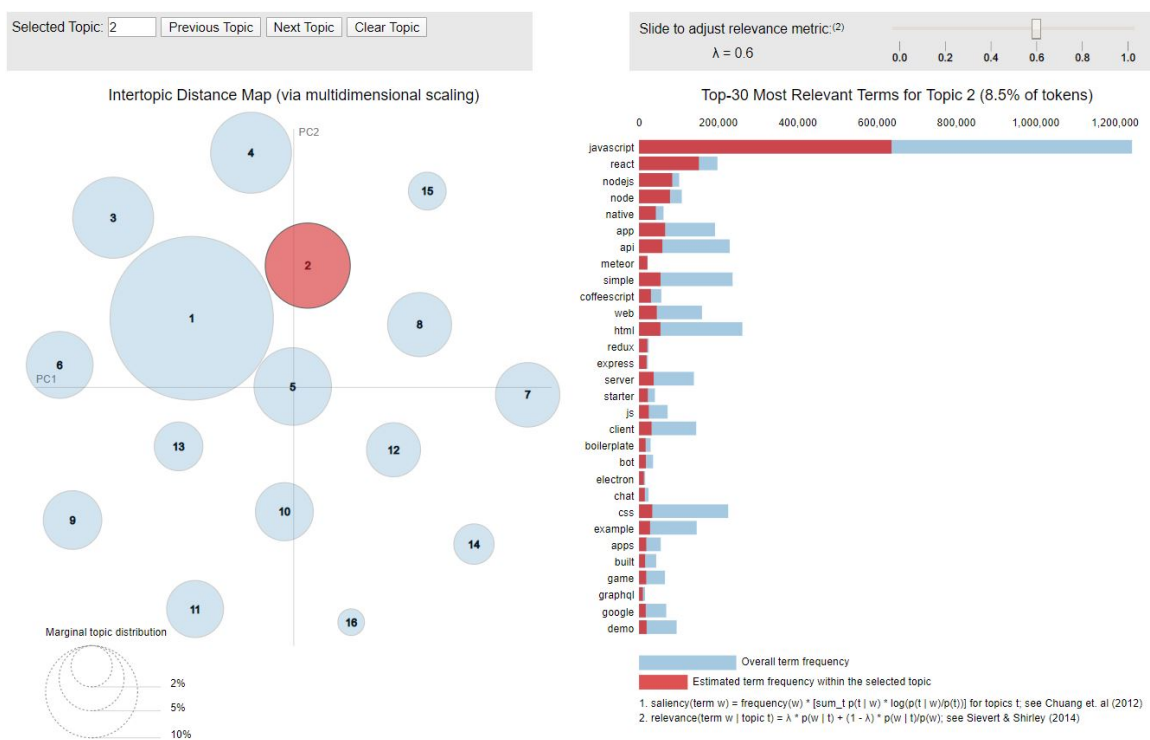 Selected Topic: 2 Previous Topic Next Topic Clear Topic
Slide to adjust relevance metric:(2)
λ = 0.6
0.0 0.2 0.4 0.6 0.8 1.0
Intertopic Distance Map (via multidimensional scaling)
PC2
4
15
3
2
1
8
6
PC1
5
7
13
12
9
10
14
11
16
Marginal topic distribution
2%
5%
10%
Top-30 Most Relevant Terms for Topic 2 (8.5% of tokens)
0 200,000 400,000 600,000 800,000 1,000,000 1,200,000
javascript
react
nodejs
node
native
app
api
meteor
simple
coffeescript
web
html
redux
express
server
starter
js
client
boilerplate
bot
electron
chat
css
example
apps
built
game
graphql
google
demo
Overall term frequency
Estimated term frequency within the selected topic
1. saliency(term w) = frequency(w) * [sum_t p(t | w) * log(p(t | w)/p(t))] for topics t; see Chuang et. al (2012)
2. relevance(term w | topic t) = λ * p(w | t) + (1 - λ) * p(w | t)/p(w); see Sievert & Shirley (2014)